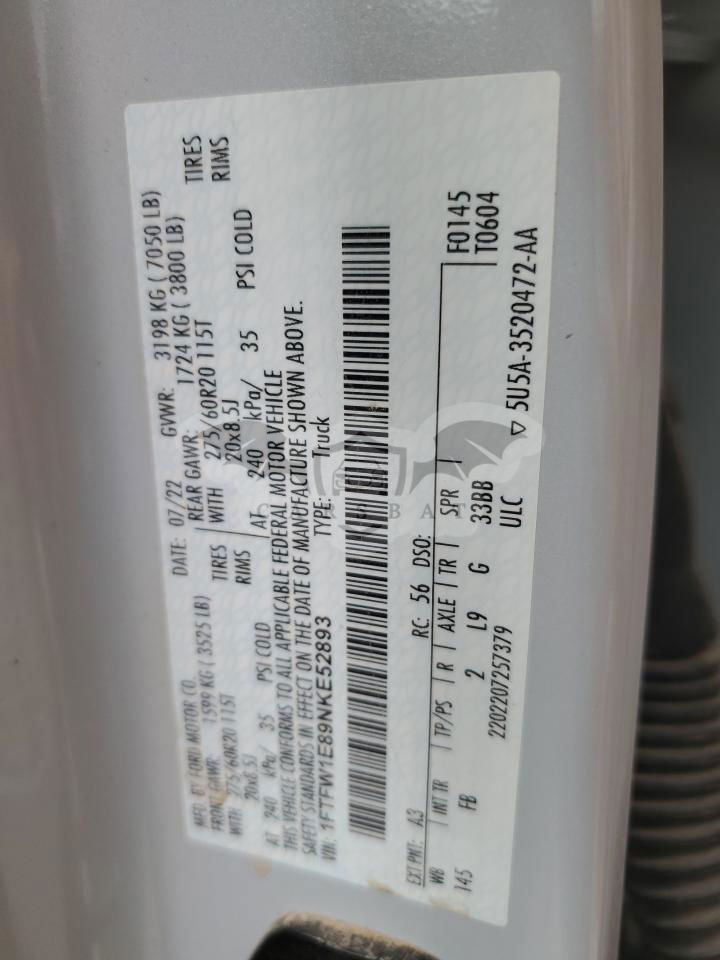 MFD. BY FORD MOTOR CO. DATE: 07/22 GVWR: 3198 KG ( 7050 LB)
FRONT GAWR: 1599 KG ( 3525 LB) REAR GAWR: 1724 KG ( 3800 LB)
WITH 275/60R20 115T TIRES WITH 275/60R20 115T TIRES
20x8.5J RIMS 20x8.5J RIMS
AT 240 kPa/ 35 PSI COLD AT 240 kPa/ 35 PSI COLD
THIS VEHICLE CONFORMS TO ALL APPLICABLE FEDERAL MOTOR VEHICLE
SAFETY STANDARDS IN EFFECT ON THE DATE OF MANUFACTURE SHOWN ABOVE.
VIN: 1FTFW1E89NKE52893 TYPE: Truck
EXT PNT: A3 RC: 56 DSO: F0145
WB INT TR TP/PS R AXLE TR SPR T0604
145 FB 2 L9 G 33BB
2202207257379 ULC ▽ 5U5A-3520472-AA